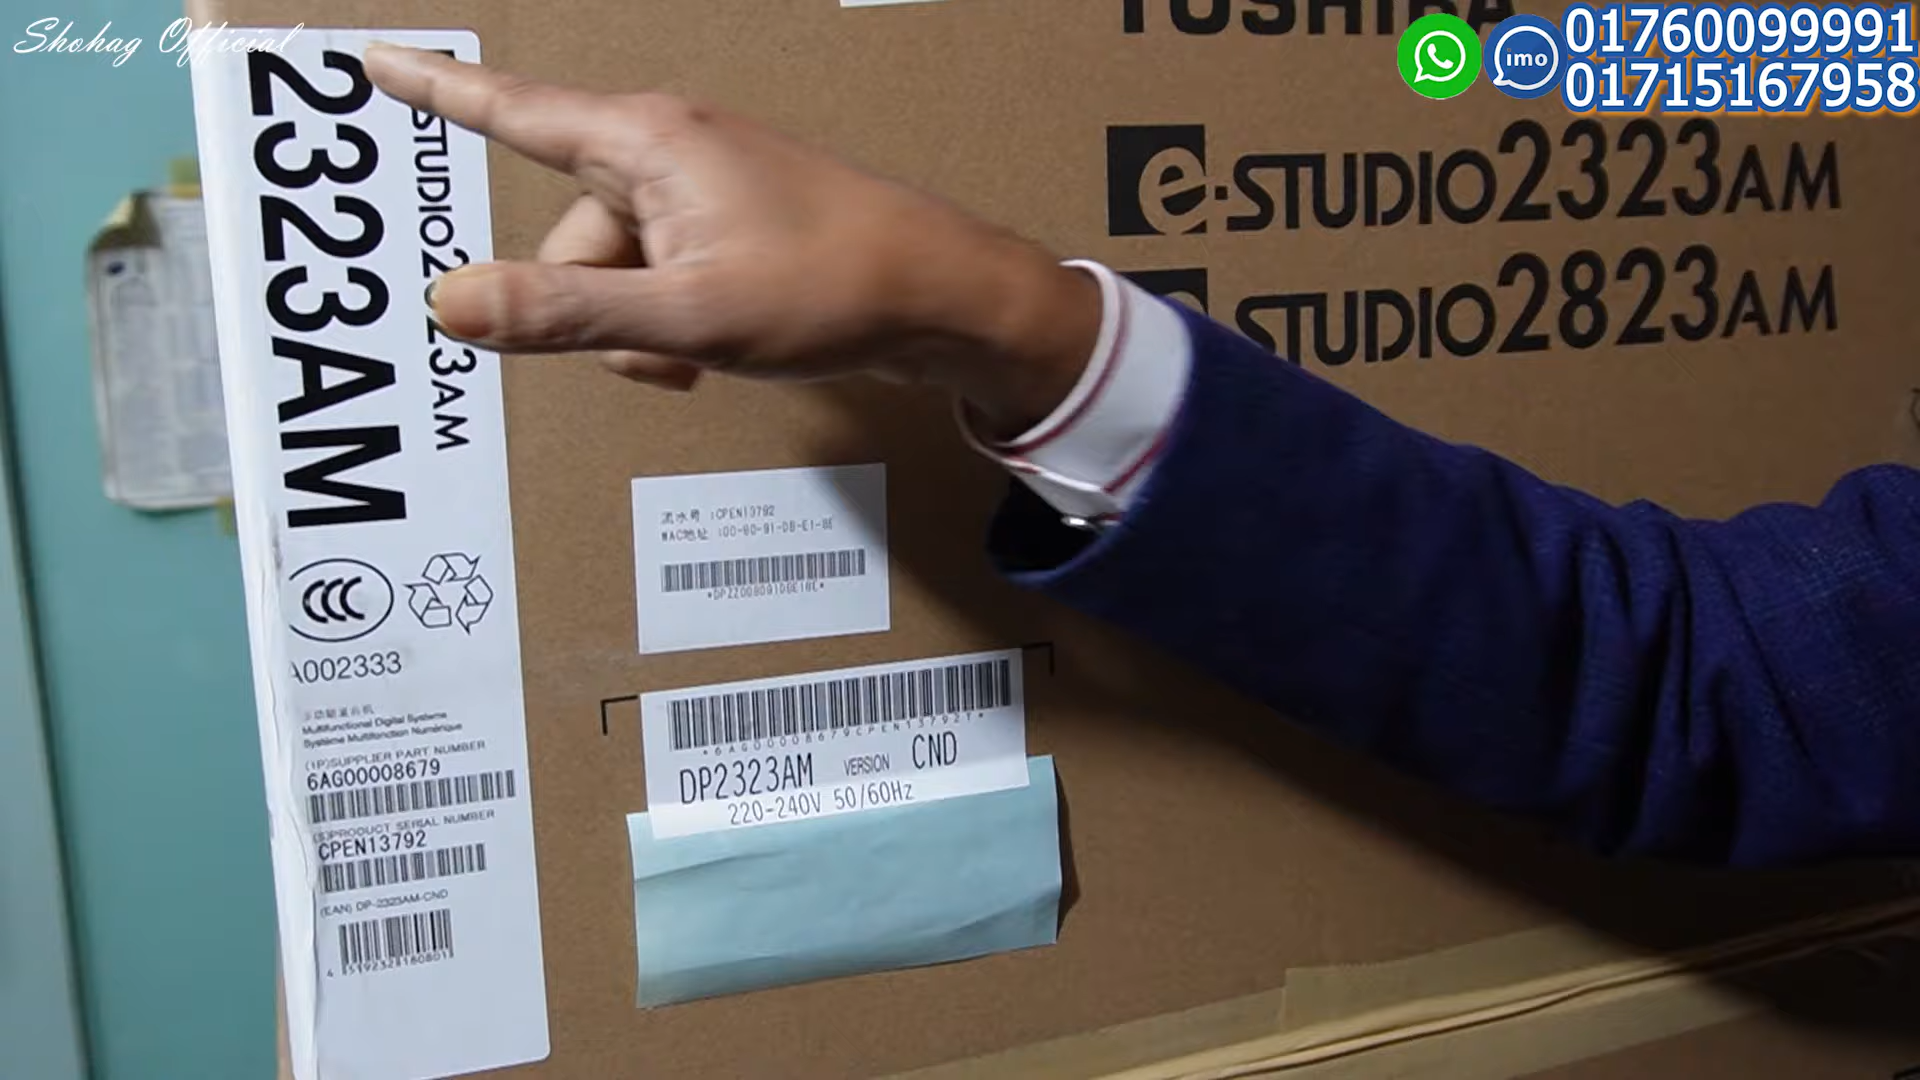 Shohag Official
01760099991
imo
01715167958
TOSHIBA
e-STUDIO2323AM
STUDIO2823AM
2323AM
STUDIO2323AM
A002333
Multifunctional Digital Systems
Système Multifonction Numérique
(1P)SUPPLIER PART NUMBER
6AG00008679
(S)PRODUCT SERIAL NUMBER
CPEN13792
(EAN) DP-2323AM-CND
流水号 :CPEN13792
MAC地址 :00-80-91-DB-E1-8E
*6AG00008679CPEN13792T*
DP2323AM VERSION CND
220-240V 50/60Hz